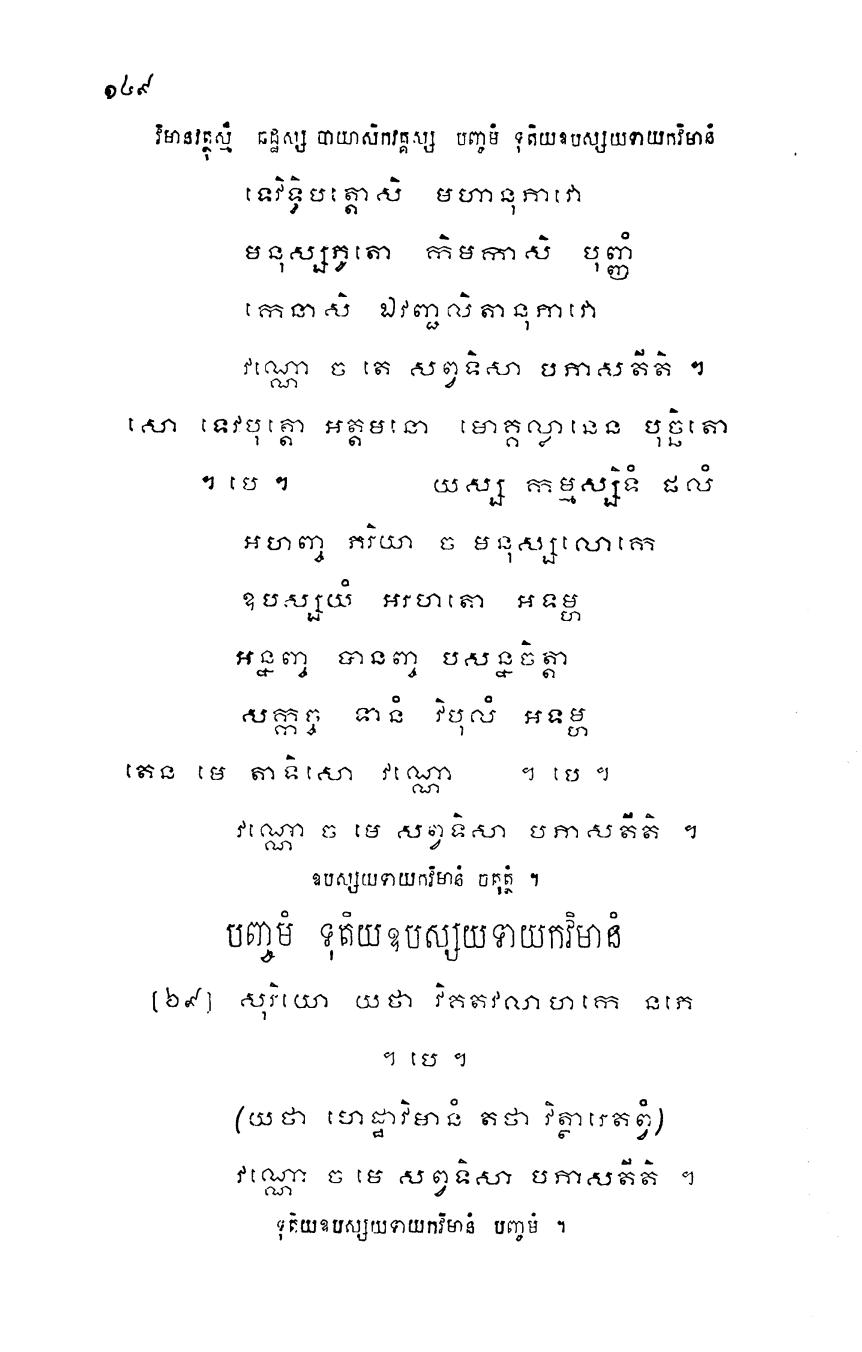 ១៤៩
វិមានវត្ថុស្មឹ ឆដ្ឋស្ស បាយាសិកវគ្គស្ស បញ្ចមំ ទុតិយឧបស្សយទាយកវិមានំ
ទេវិទ្ធិបត្តោសិ មហានុភាវោ
មនុស្សភូតោ កិមកាសិ បុញ្ញំ
កេនាសិ ឯវញ្ជលិតានុភាវោ
វណ្ណោ ច តេ សព្វទិសា បភាសតីតិ ។
សោ ទេវបុត្តោ អត្តមនោ មោគ្គល្លានេន បុច្ឆិតោ
។ បេ ។ យស្ស កម្មស្សិទំ ផលំ
អហញ្ច ភរិយា ច មនុស្សលោកេ
ឧបស្សយំ អរហតោ អទម្ហ
អន្នញ្ច បានញ្ច បសន្នចិត្តា
សក្កច្ច ទានំ វិបុលំ អទម្ហ
តេន មេ តាទិសោ វណ្ណោ ។ បេ ។
វណ្ណោ ច មេ សព្វទិសា បភាសតីតិ ។
ឧបស្សយទាយកវិមានំ ចតុត្ថំ ។
បញ្ចមំ ទុតិយឧបស្សយទាយកវិមានំ
[៦៩] សុរិយោ យថា វិគតវលាហកេ នភេ
។ បេ ។
(យថា ហេដ្ឋាវិមានំ តថា វិត្ថារេតព្វំ)
វណ្ណោ ច មេ សព្វទិសា បភាសតីតិ ។
ទុតិយឧបស្សយទាយកវិមានំ បញ្ចមំ ។